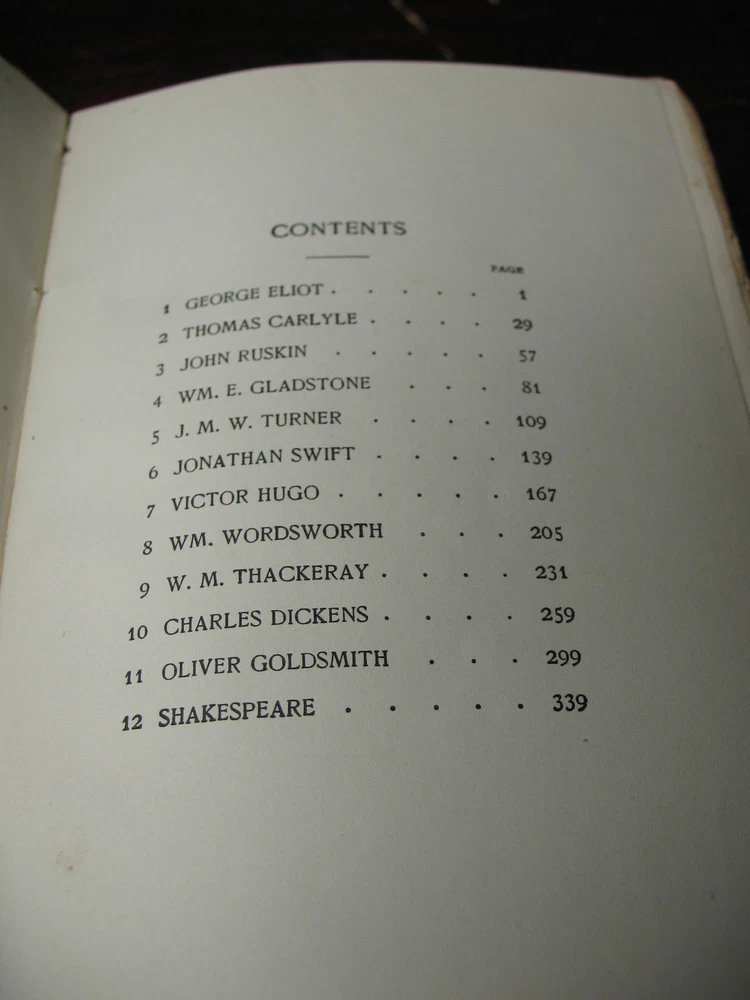 CONTENTS
PAGE
1 GEORGE ELIOT . . . . . 1
2 THOMAS CARLYLE . . . . 29
3 JOHN RUSKIN . . . . . 57
4 WM. E. GLADSTONE . . . 81
5 J. M. W. TURNER . . . . 109
6 JONATHAN SWIFT . . . . 139
7 VICTOR HUGO . . . . . 167
8 WM. WORDSWORTH . . . 205
9 W. M. THACKERAY . . . . 231
10 CHARLES DICKENS . . . . 259
11 OLIVER GOLDSMITH . . . 299
12 SHAKESPEARE . . . . . 339